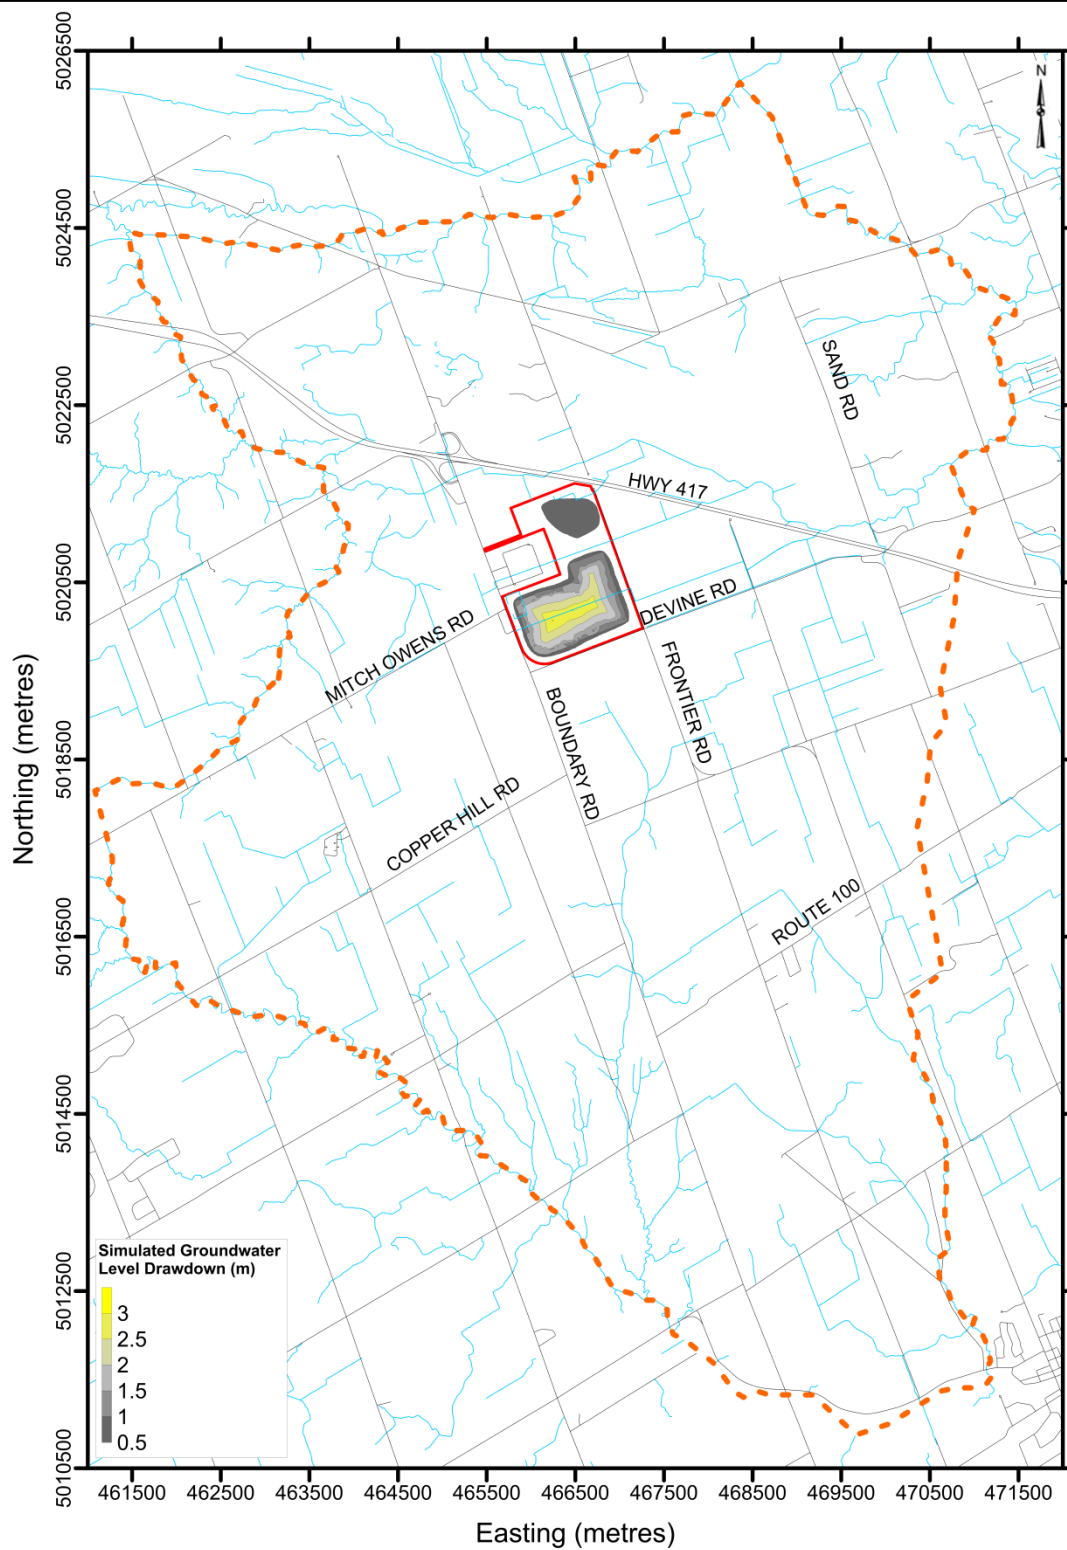 5026500
N
5024500
SAND RD
5022500
HWY 417
5020500
DEVINE RD
MITCH OWENS RD
FRONTIER RD
BOUNDARY RD
Northing (metres)
5018500
COPPER HILL RD
ROUTE 100
5016500
5014500
5012500
Simulated Groundwater
Level Drawdown (m)
3
2.5
2
1.5
1
0.5
5010500
461500 462500 463500 464500 465500 466500 467500 468500 469500 470500 471500
Easting (metres)